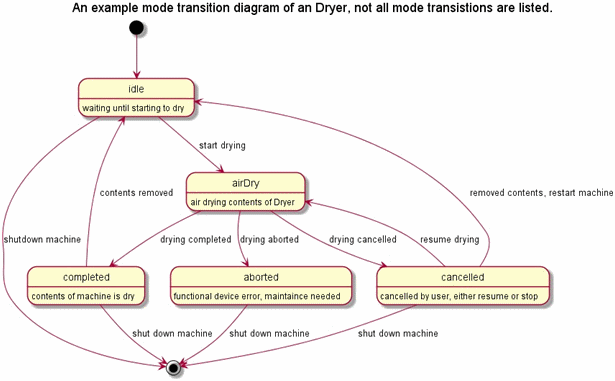 An example mode transition diagram of an Dryer, not all mode transistions are listed.
idle
waiting until starting to dry
start drying
airDry
air drying contents of Dryer
contents removed
removed contents, restart machine
shutdown machine
drying completed
drying aborted
drying cancelled
resume drying
completed
contents of machine is dry
aborted
functional device error, maintaince needed
cancelled
cancelled by user, either resume or stop
shut down machine
shut down machine
shut down machine